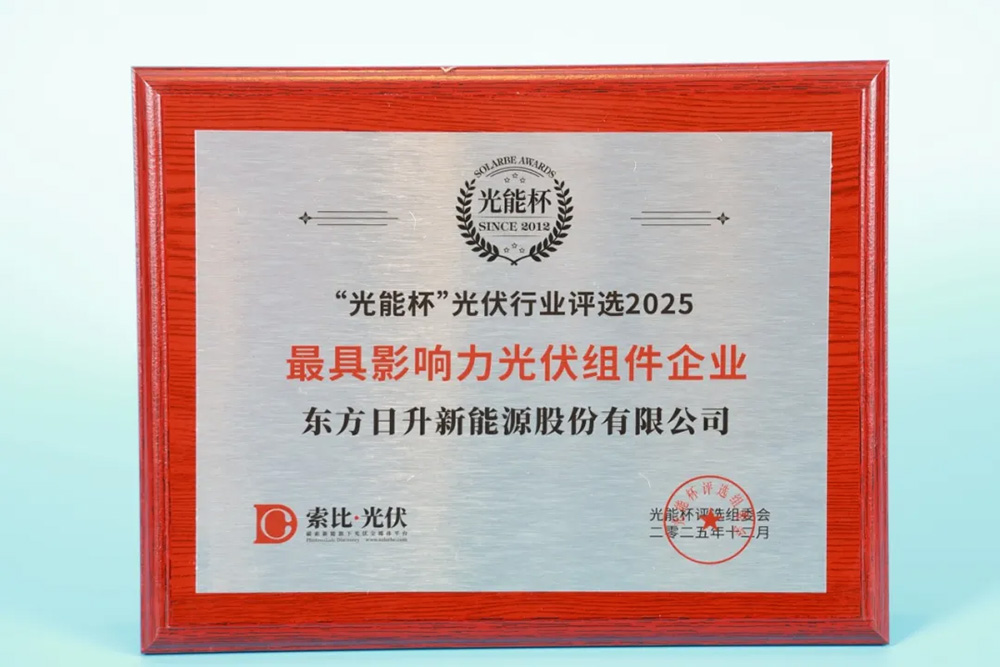 SOLARBE AWARDS
光能杯
SINCE 2012
“光能杯”光伏行业评选2025
最具影响力光伏组件企业
东方日升新能源股份有限公司
索比·光伏
www.solarbe.com
光能杯评选组委会
二零二五年十二月